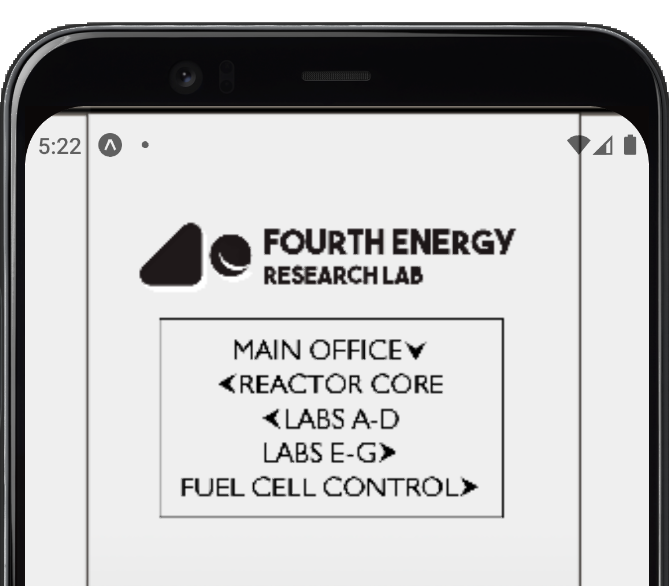 5:22
FOURTH ENERGY
RESEARCH LAB
MAIN OFFICE
REACTOR CORE
LABS A-D
LABS E-G
FUEL CELL CONTROL